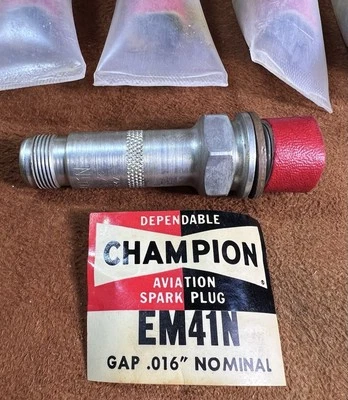 DEPENDABLE
CHAMPION
AVIATION
SPARK PLUG
EM41N
GAP .016" NOMINAL